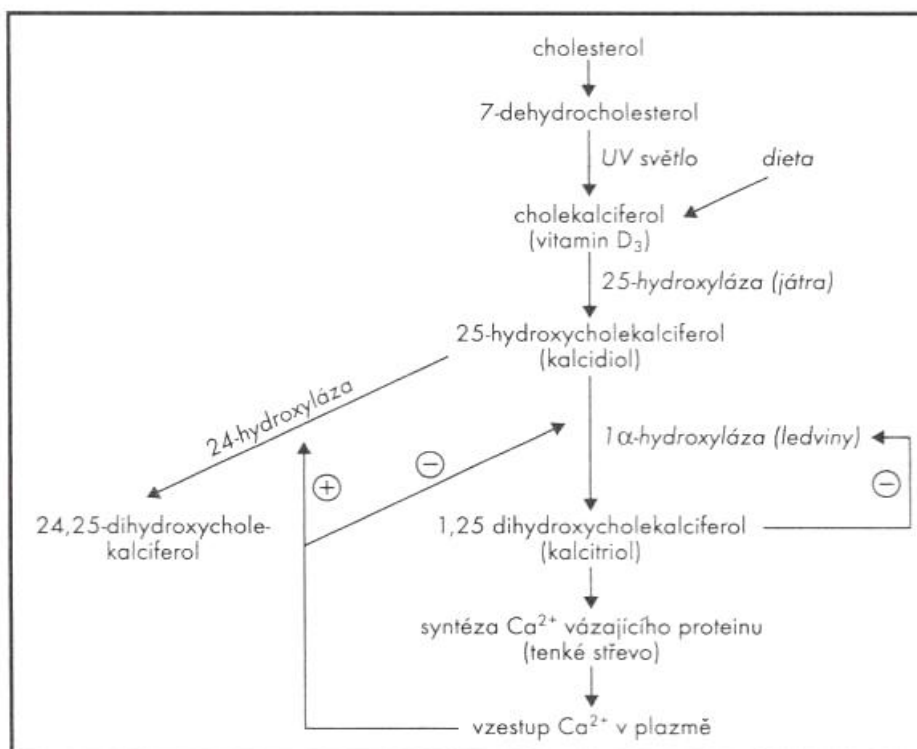 cholesterol
7-dehydrocholesterol
UV světlo
dieta
cholekalciferol
(vitamin D₃)
25-hydroxyláza (játra)
25-hydroxycholekalciferol
(kalcidiol)
24-hydroxyláza
1α-hydroxyláza (ledviny)
+
−
−
24,25-dihydroxychole-
kalciferol
1,25 dihydroxycholekalciferol
(kalcitriol)
syntéza Ca²⁺ vázajícího proteinu
(tenké střevo)
vzestup Ca²⁺ v plazmě